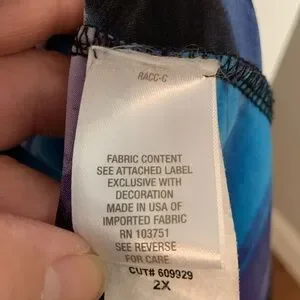 RACC-C
FABRIC CONTENT
SEE ATTACHED LABEL
EXCLUSIVE WITH
DECORATION
MADE IN USA OF
IMPORTED FABRIC
RN 103751
SEE REVERSE
FOR CARE
CUT# 609929
2X